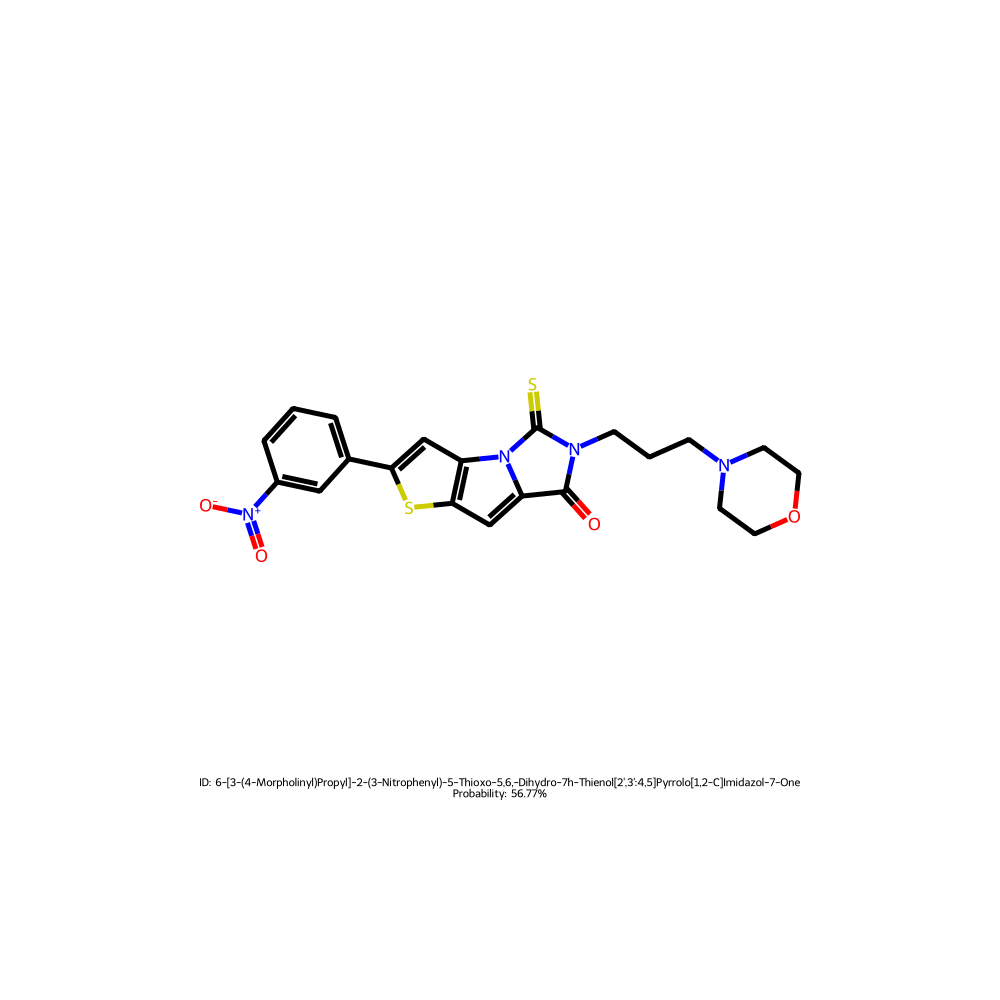 S
N
N
N
O
S
O
O⁻
N⁺
O
ID: 6-[3-(4-Morpholinyl)Propyl]-2-(3-Nitrophenyl)-5-Thioxo-5,6,-Dihydro-7h-Thienol[2',3':4,5]Pyrrolo[1,2-C]Imidazol-7-One
Probability: 56.77%